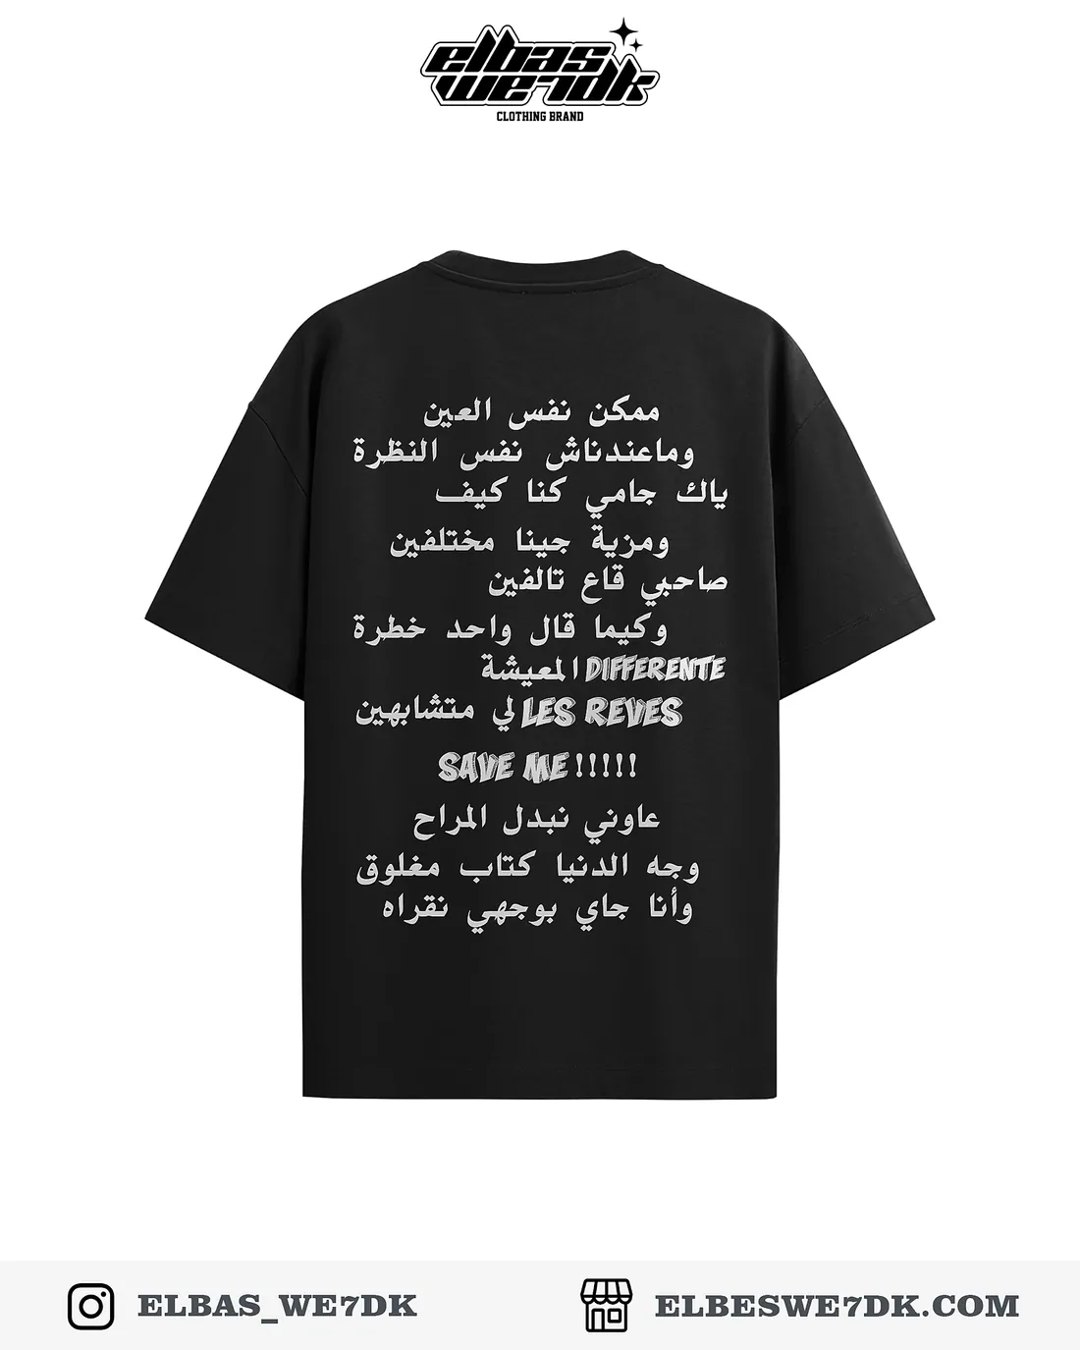 elbas
we7dk
CLOTHING BRAND
ممكن نفس العين
وماعندناش نفس النظرة
ياك جامي كنا كيف
ومزية جينا مختلفين
صاحبي قاع تالفين
وكيما قال واحد خطرة
DIFFERENTE المعيشة
LES REVES لي متشابهين
SAVE ME!!!!!
عاوني نبدل المراح
وجه الدنيا كتاب مغلوق
وأنا جاي بوجهي نقراه
ELBAS_WE7DK
ELBESWE7DK.COM